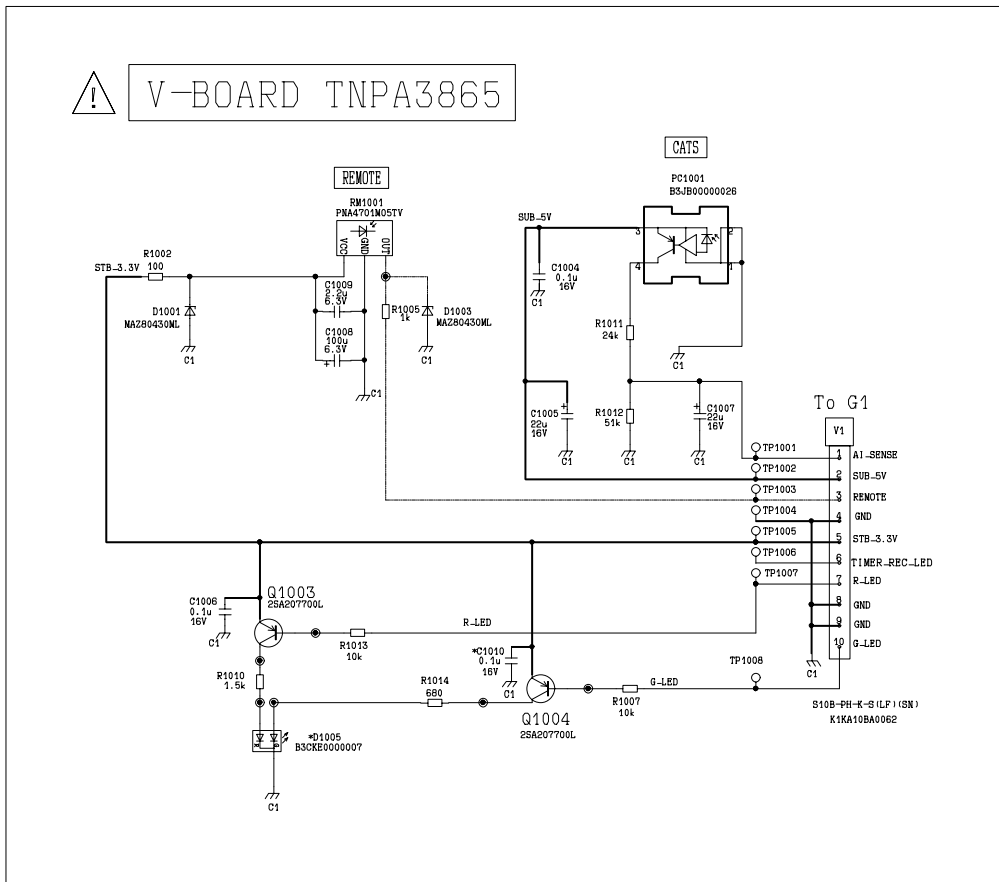 V-BOARD TNPA3865
CATS
PC1001
B3JB00000026
REMOTE
RM1001
PNA4701M05TV
VCC
GND
OUT
SUB_5V
3
2
4
1
R1002
100
STB_3.3V
C1004
0.1u
16V
C1
D1001
MAZ80430ML
C1
C1009
2.2u
6.3V
C1008
100u
6.3V
+
C1
R1005
1k
D1003
MAZ80430ML
C1
R1011
24k
C1
C1005
22u
16V
+
C1
R1012
51k
C1
C1007
22u
16V
+
C1
To G1
V1
TP1001
1 AI_SENSE
TP1002
2 SUB_5V
TP1003
3 REMOTE
TP1004
4 GND
TP1005
5 STB_3.3V
TP1006
6 TIMER_REC_LED
TP1007
7 R_LED
8 GND
9 GND
10 G_LED
C1
S10B-PH-K-S(LF)(SN)
K1KA10BA0062
Q1003
2SA207700L
C1006
0.1u
16V
C1
R_LED
R1013
10k
*C1010
0.1u
16V
C1
TP1008
R1010
1.5k
R1014
680
G_LED
R1007
10k
Q1004
2SA207700L
R
G
*D1005
B3CKE0000007
C1